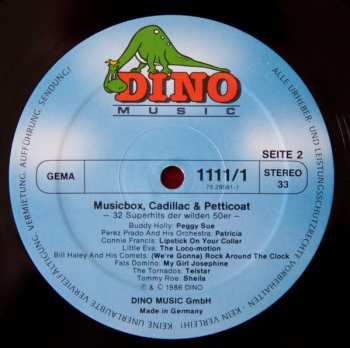 DINO
MUSIC
GEMA
1111/1
SEITE 2
STEREO
33
Musicbox, Cadillac & Petticoat
– 32 Superhits der wilden 50er –
Buddy Holly: Peggy Sue
Perez Prado And His Orchestra: Patricia
Connie Francis: Lipstick On Your Collar
Little Eva: The Loco-motion
Bill Haley And His Comets: (We're Gonna) Rock Around The Clock
Fats Domino: My Girl Josephine
The Tornados: Telstar
Tommy Roe: Sheila
℗ & © 1986 DINO
DINO MUSIC GmbH
Made in Germany
ALLE URHEBER- UND LEISTUNGSSCHUTZRECHTE VORBEHALTEN - KEIN VERLEIH! KEINE UNERLAUBTE VERVIELFÄLTIGUNG, VERMIETUNG, AUFFÜHRUNG, SENDUNG!